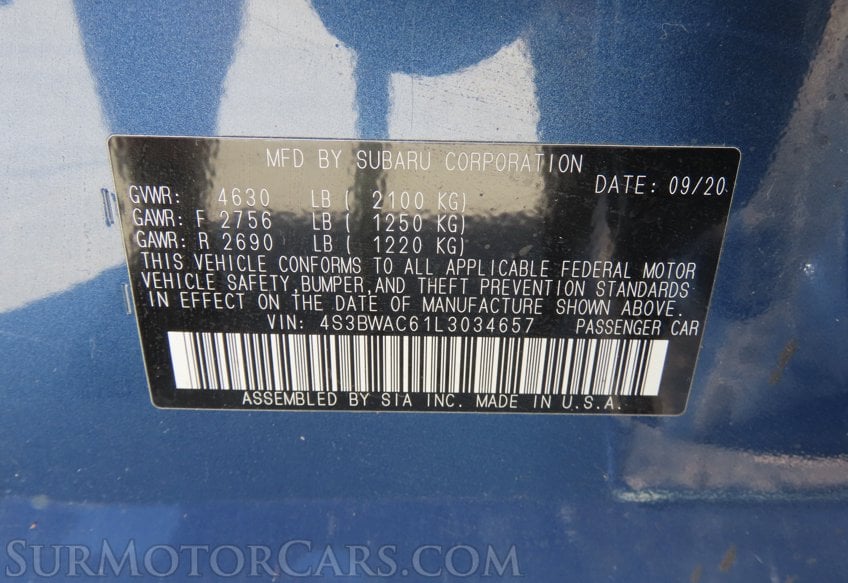 MFD BY SUBARU CORPORATION
DATE: 09/20
GVWR: 4630 LB ( 2100 KG)
GAWR: F 2756 LB ( 1250 KG)
GAWR: R 2690 LB ( 1220 KG)
THIS VEHICLE CONFORMS TO ALL APPLICABLE FEDERAL MOTOR
VEHICLE SAFETY, BUMPER, AND THEFT PREVENTION STANDARDS
IN EFFECT ON THE DATE OF MANUFACTURE SHOWN ABOVE.
VIN: 4S3BWAC61L3034657 PASSENGER CAR
ASSEMBLED BY SIA INC. MADE IN U.S.A.
SURMOTORCARS.COM